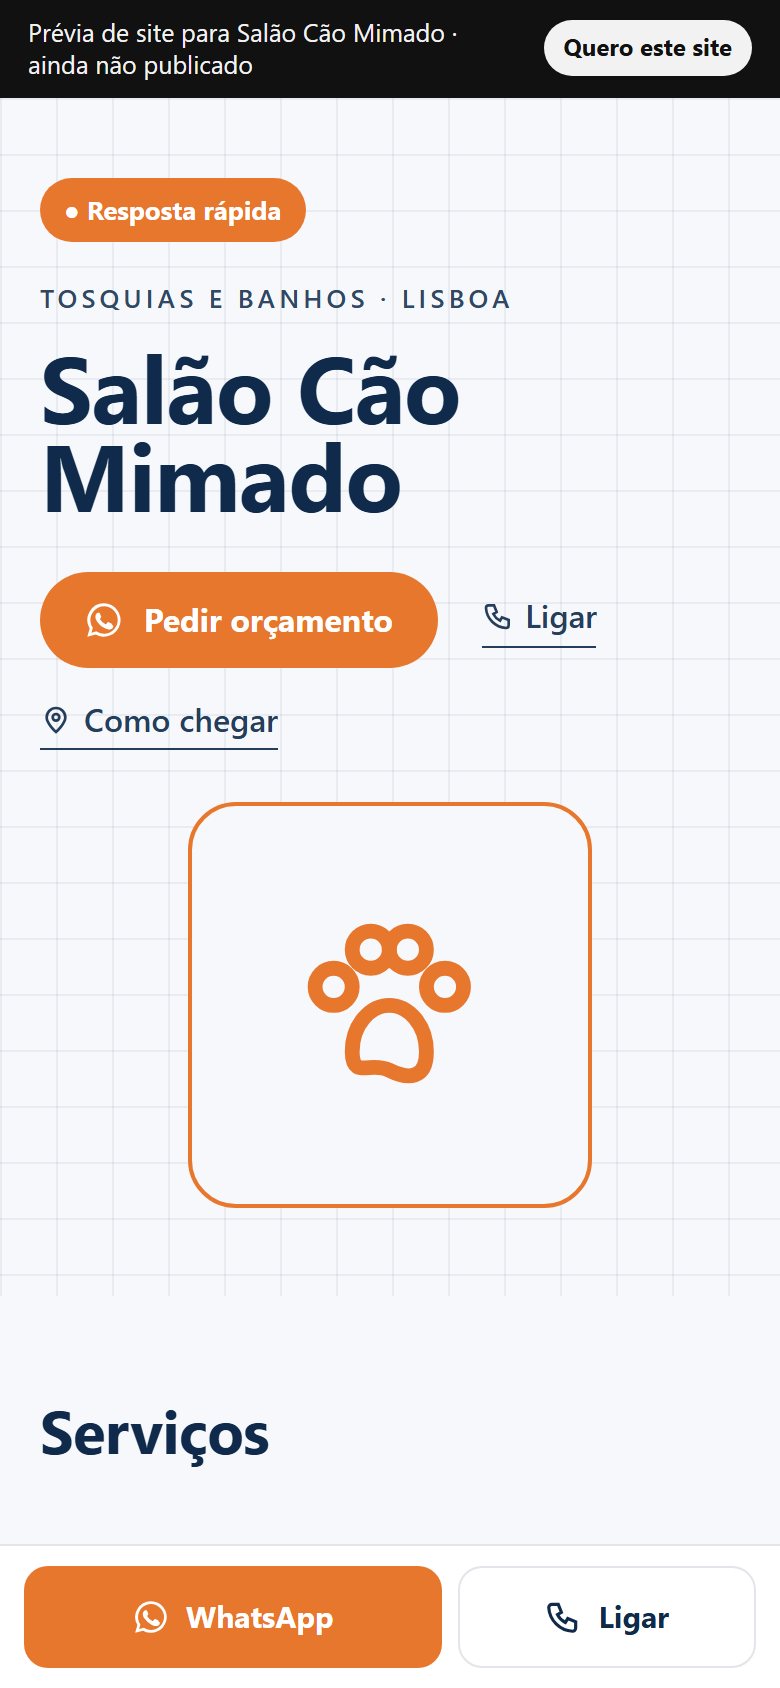 Prévia de site para Salão Cão Mimado ·
ainda não publicado
Quero este site
● Resposta rápida
TOSQUIAS E BANHOS · LISBOA
Salão Cão
Mimado
Pedir orçamento
Ligar
Como chegar
Serviços
WhatsApp
Ligar